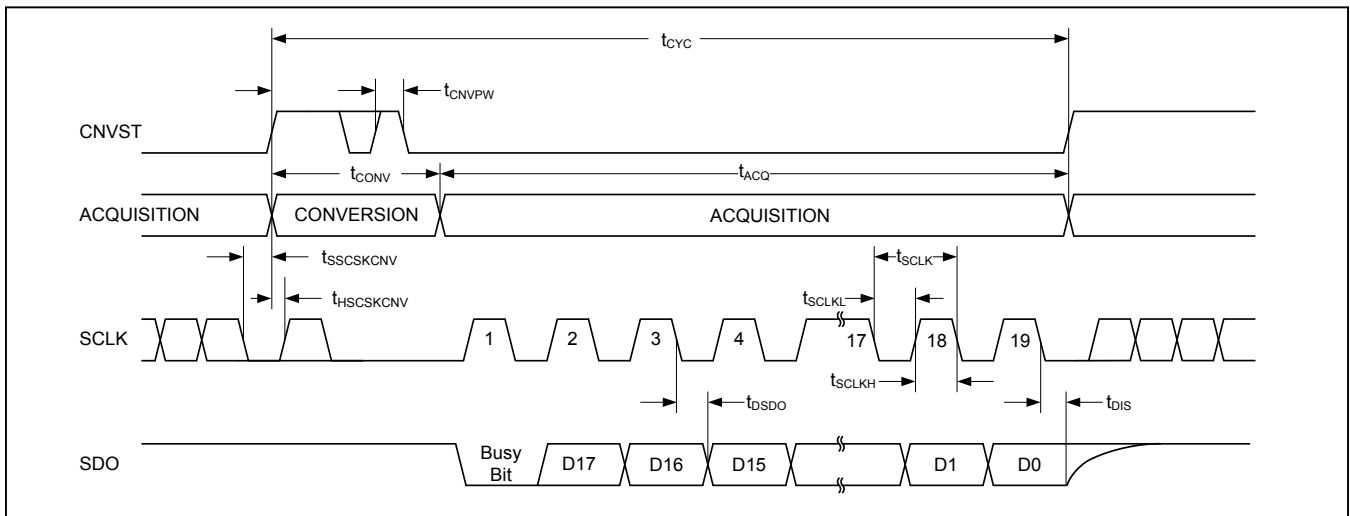 tCYC
tCNVPW
CNVST
tCONV
tACQ
ACQUISITION CONVERSION ACQUISITION
tSSCSKCNV
tSCLK
tHSCSKCNV
tSCLKL
SCLK 1 2 3 4 17 18 19
tSCLKH
tDSDO
tDIS
SDO Busy Bit D17 D16 D15 D1 D0